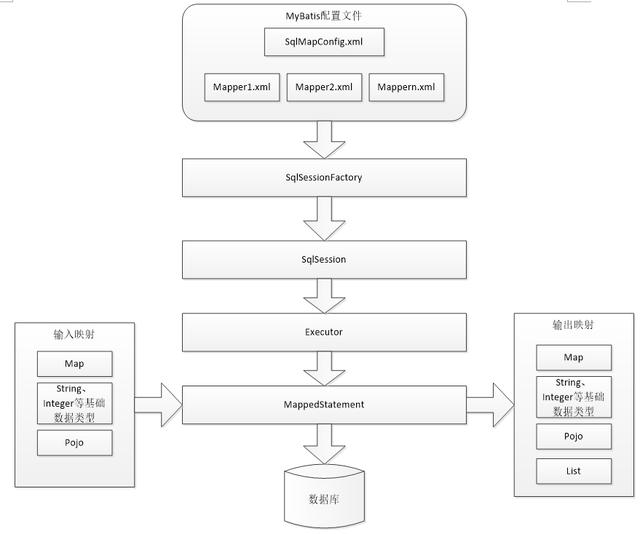 MyBatis配置文件
SqlMapConfig.xml
Mapper1.xml
Mapper2.xml
Mappern.xml
SqlSessionFactory
SqlSession
Executor
输入映射
Map
String、
Integer等基础
数据类型
Pojo
MappedStatement
输出映射
Map
String、
Integer等基础
数据类型
Pojo
List
数据库